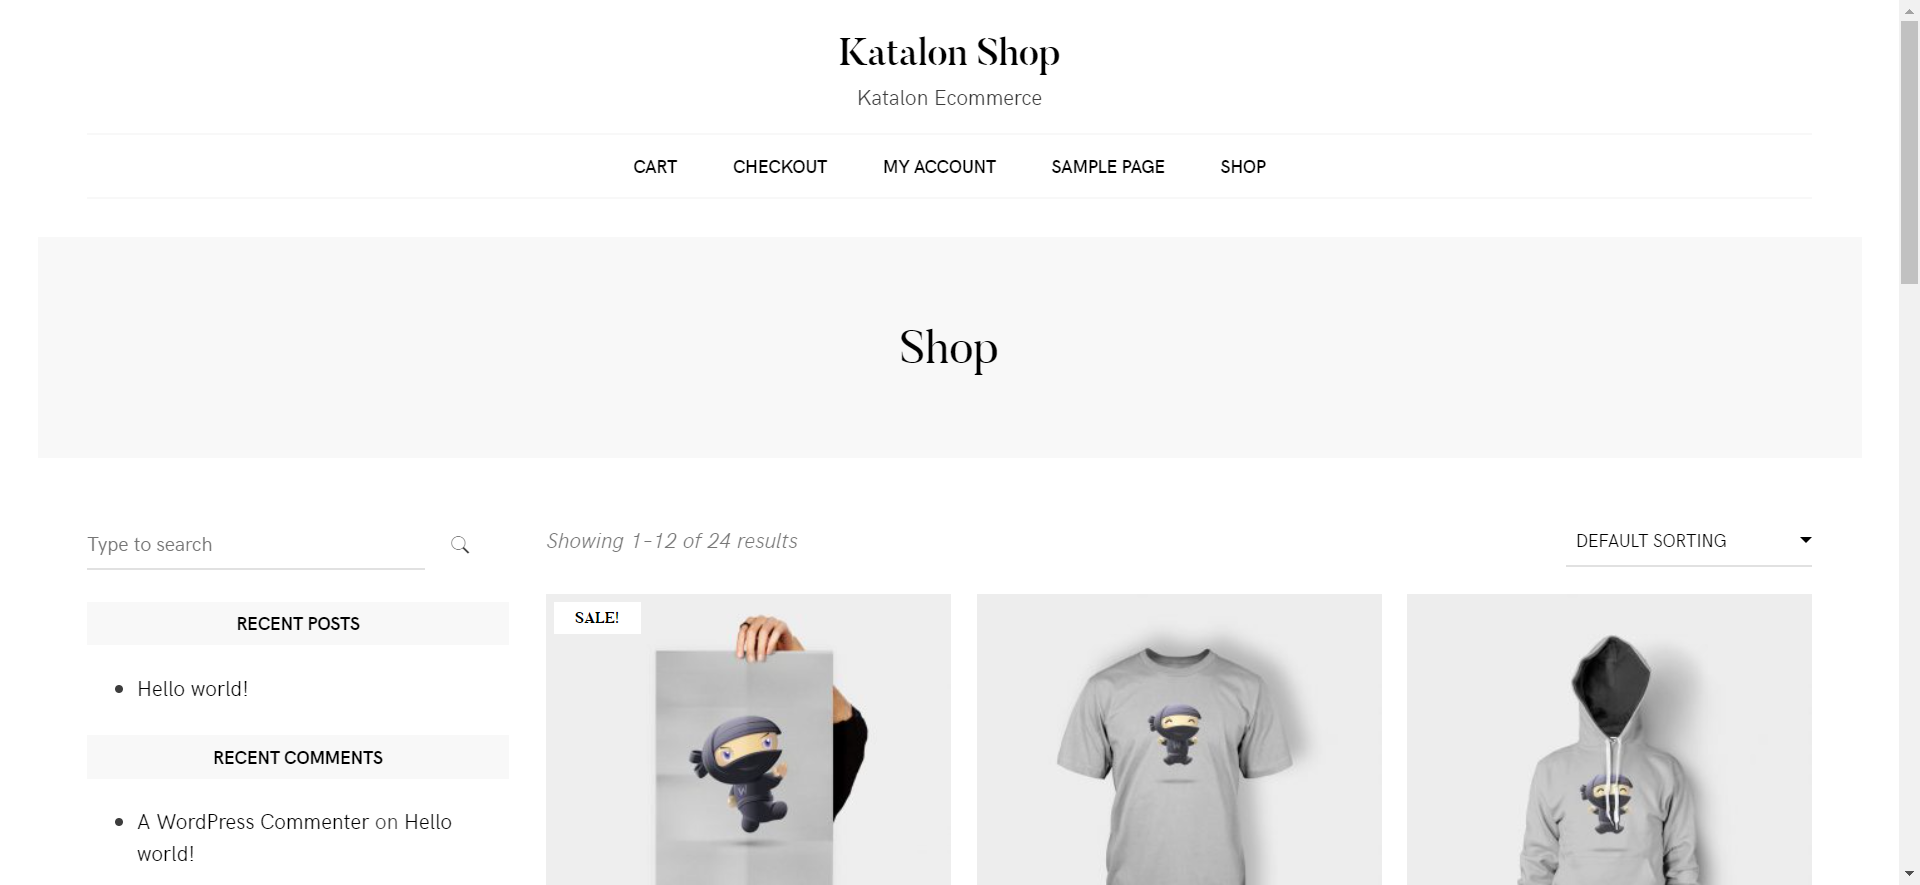 Katalon Shop
Katalon Ecommerce
CART CHECKOUT MY ACCOUNT SAMPLE PAGE SHOP
Shop
Type to search
Showing 1–12 of 24 results
DEFAULT SORTING
RECENT POSTS
Hello world!
RECENT COMMENTS
A WordPress Commenter on Hello
world!
SALE!
W